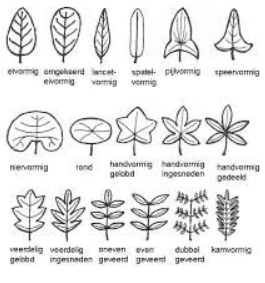 eivormig omgekeerd eivormig lancet-vormig spatel-vormig pijlvormig speervormig
niervormig rond handvormig gelobd handvormig ingesneden handvormig gedeeld
veerdelig gelobd veerdelig ingesneden oneven geveerd even geveerd dubbel geveerd kamvormig